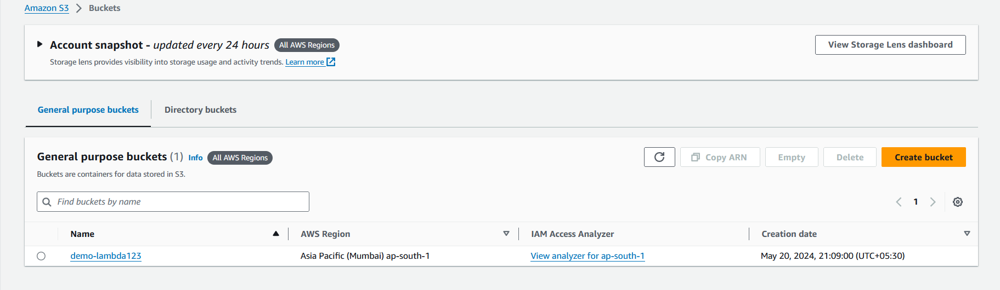 Amazon S3 > Buckets
Account snapshot - updated every 24 hours All AWS Regions View Storage Lens dashboard
Storage lens provides visibility into storage usage and activity trends. Learn more
General purpose buckets Directory buckets
General purpose buckets (1) Info All AWS Regions Copy ARN Empty Delete Create bucket
Buckets are containers for data stored in S3.
Find buckets by name 1
Name AWS Region IAM Access Analyzer Creation date
demo-lambda123 Asia Pacific (Mumbai) ap-south-1 View analyzer for ap-south-1 May 20, 2024, 21:09:00 (UTC+05:30)